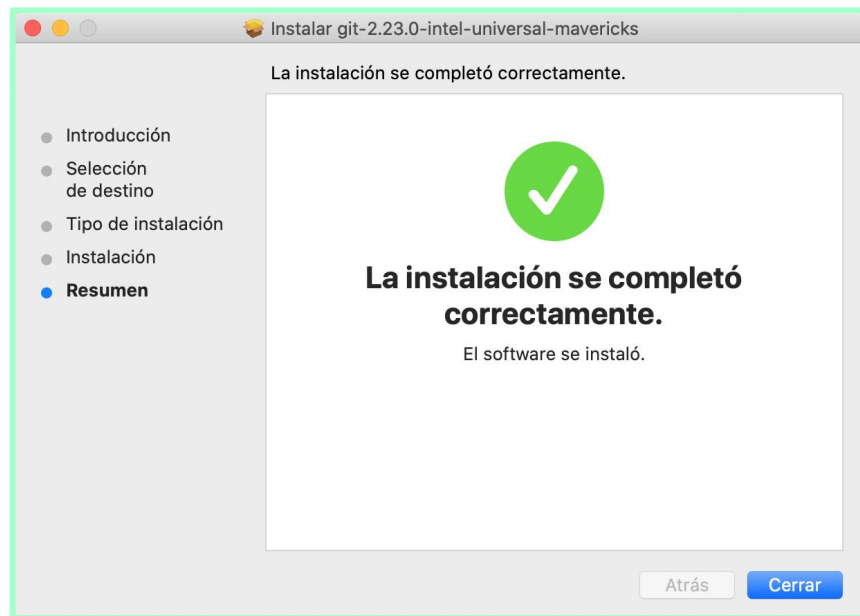 Instalar git-2.23.0-intel-universal-mavericks
La instalación se completó correctamente.
Introducción
Selección
de destino
Tipo de instalación
Instalación
Resumen
La instalación se completó
correctamente.
El software se instaló.
Atrás
Cerrar